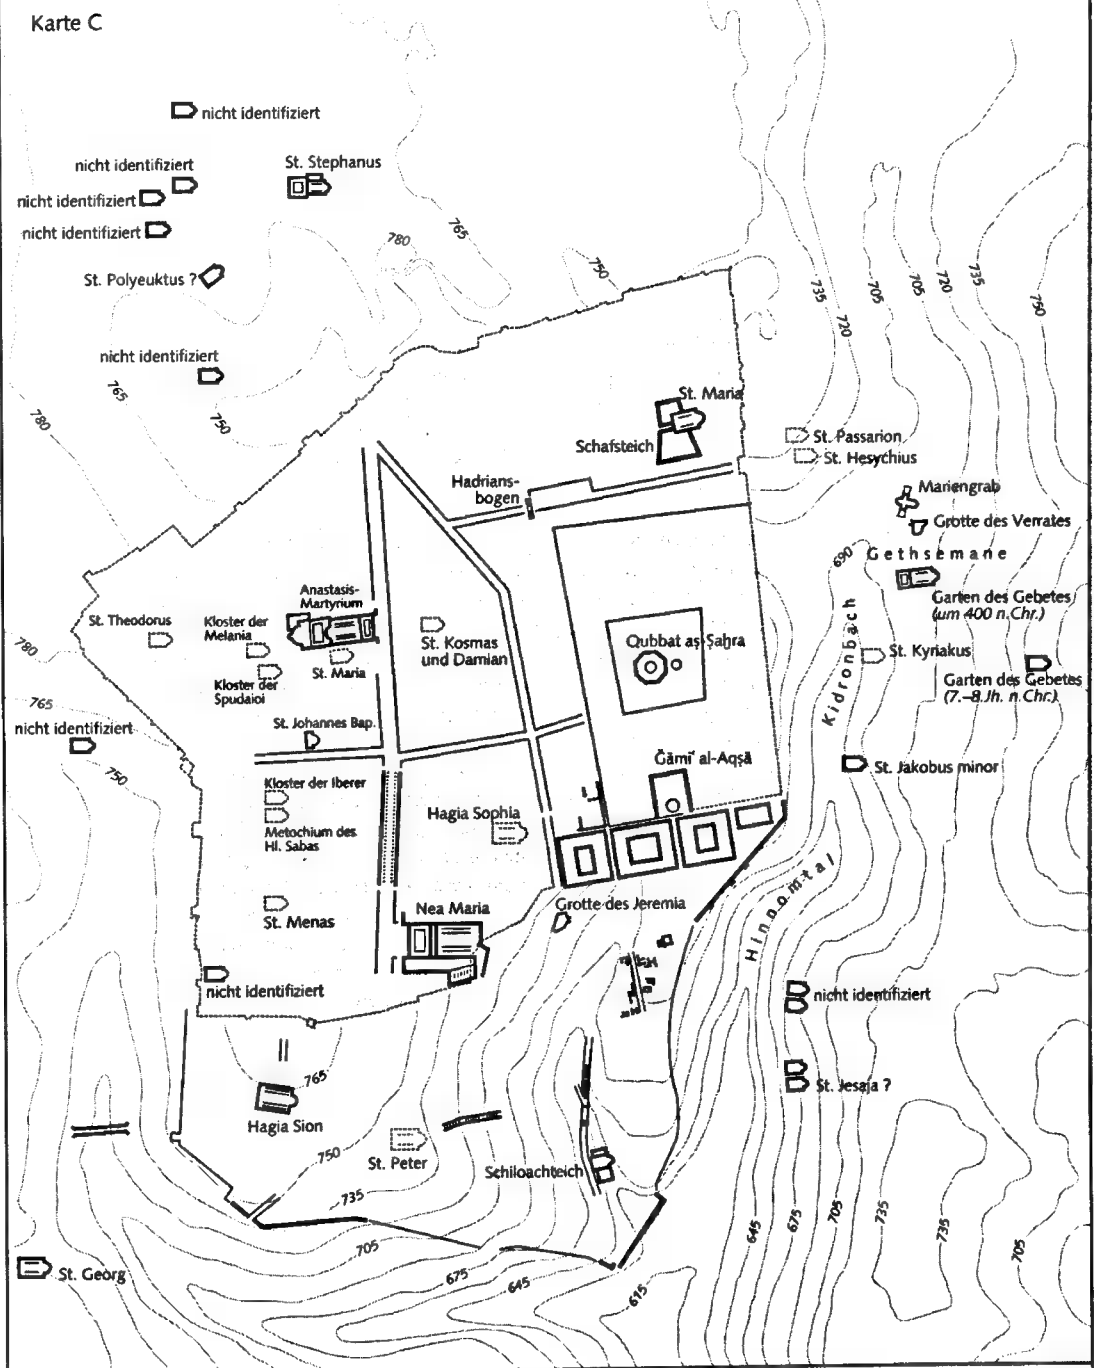 Karte C
nicht identifiziert
nicht identifiziert
St. Stephanus
nicht identifiziert
nicht identifiziert
765
780
750
St. Polyeuktus ?
735
705
705
720
735
750
720
nicht identifiziert
765
780
750
St. Maria
Schafsteich
St. Passarion
St. Hesychius
Hadrians-
bogen
Mariengrab
Grotte des Verrates
Gethsemane
690
Garten des Gebetes
(um 400 n.Chr.)
Anastasis-
Martyrium
St. Theodorus
Kloster der
Melania
St. Kosmas
und Damian
Qubbat aṣ-Ṣaḫra
St. Kyriakus
780
St. Maria
Kloster der
Spudaioi
Garten des Gebetes
(7.–8.Jh. n.Chr.)
Kidronbach
765
nicht identifiziert
St. Johannes Bap.
750
Ǧāmiʿ al-Aqṣā
St. Jakobus minor
Kloster der Iberer
Metochium des
Hl. Sabas
Hagia Sophia
Hinnomtal
St. Menas
Nea Maria
Grotte des Jeremia
nicht identifiziert
nicht identifiziert
765
St. Jesaja ?
Hagia Sion
750
St. Peter
Schiloachteich
735
705
675
645
615
645
675
705
735
735
705
St. Georg